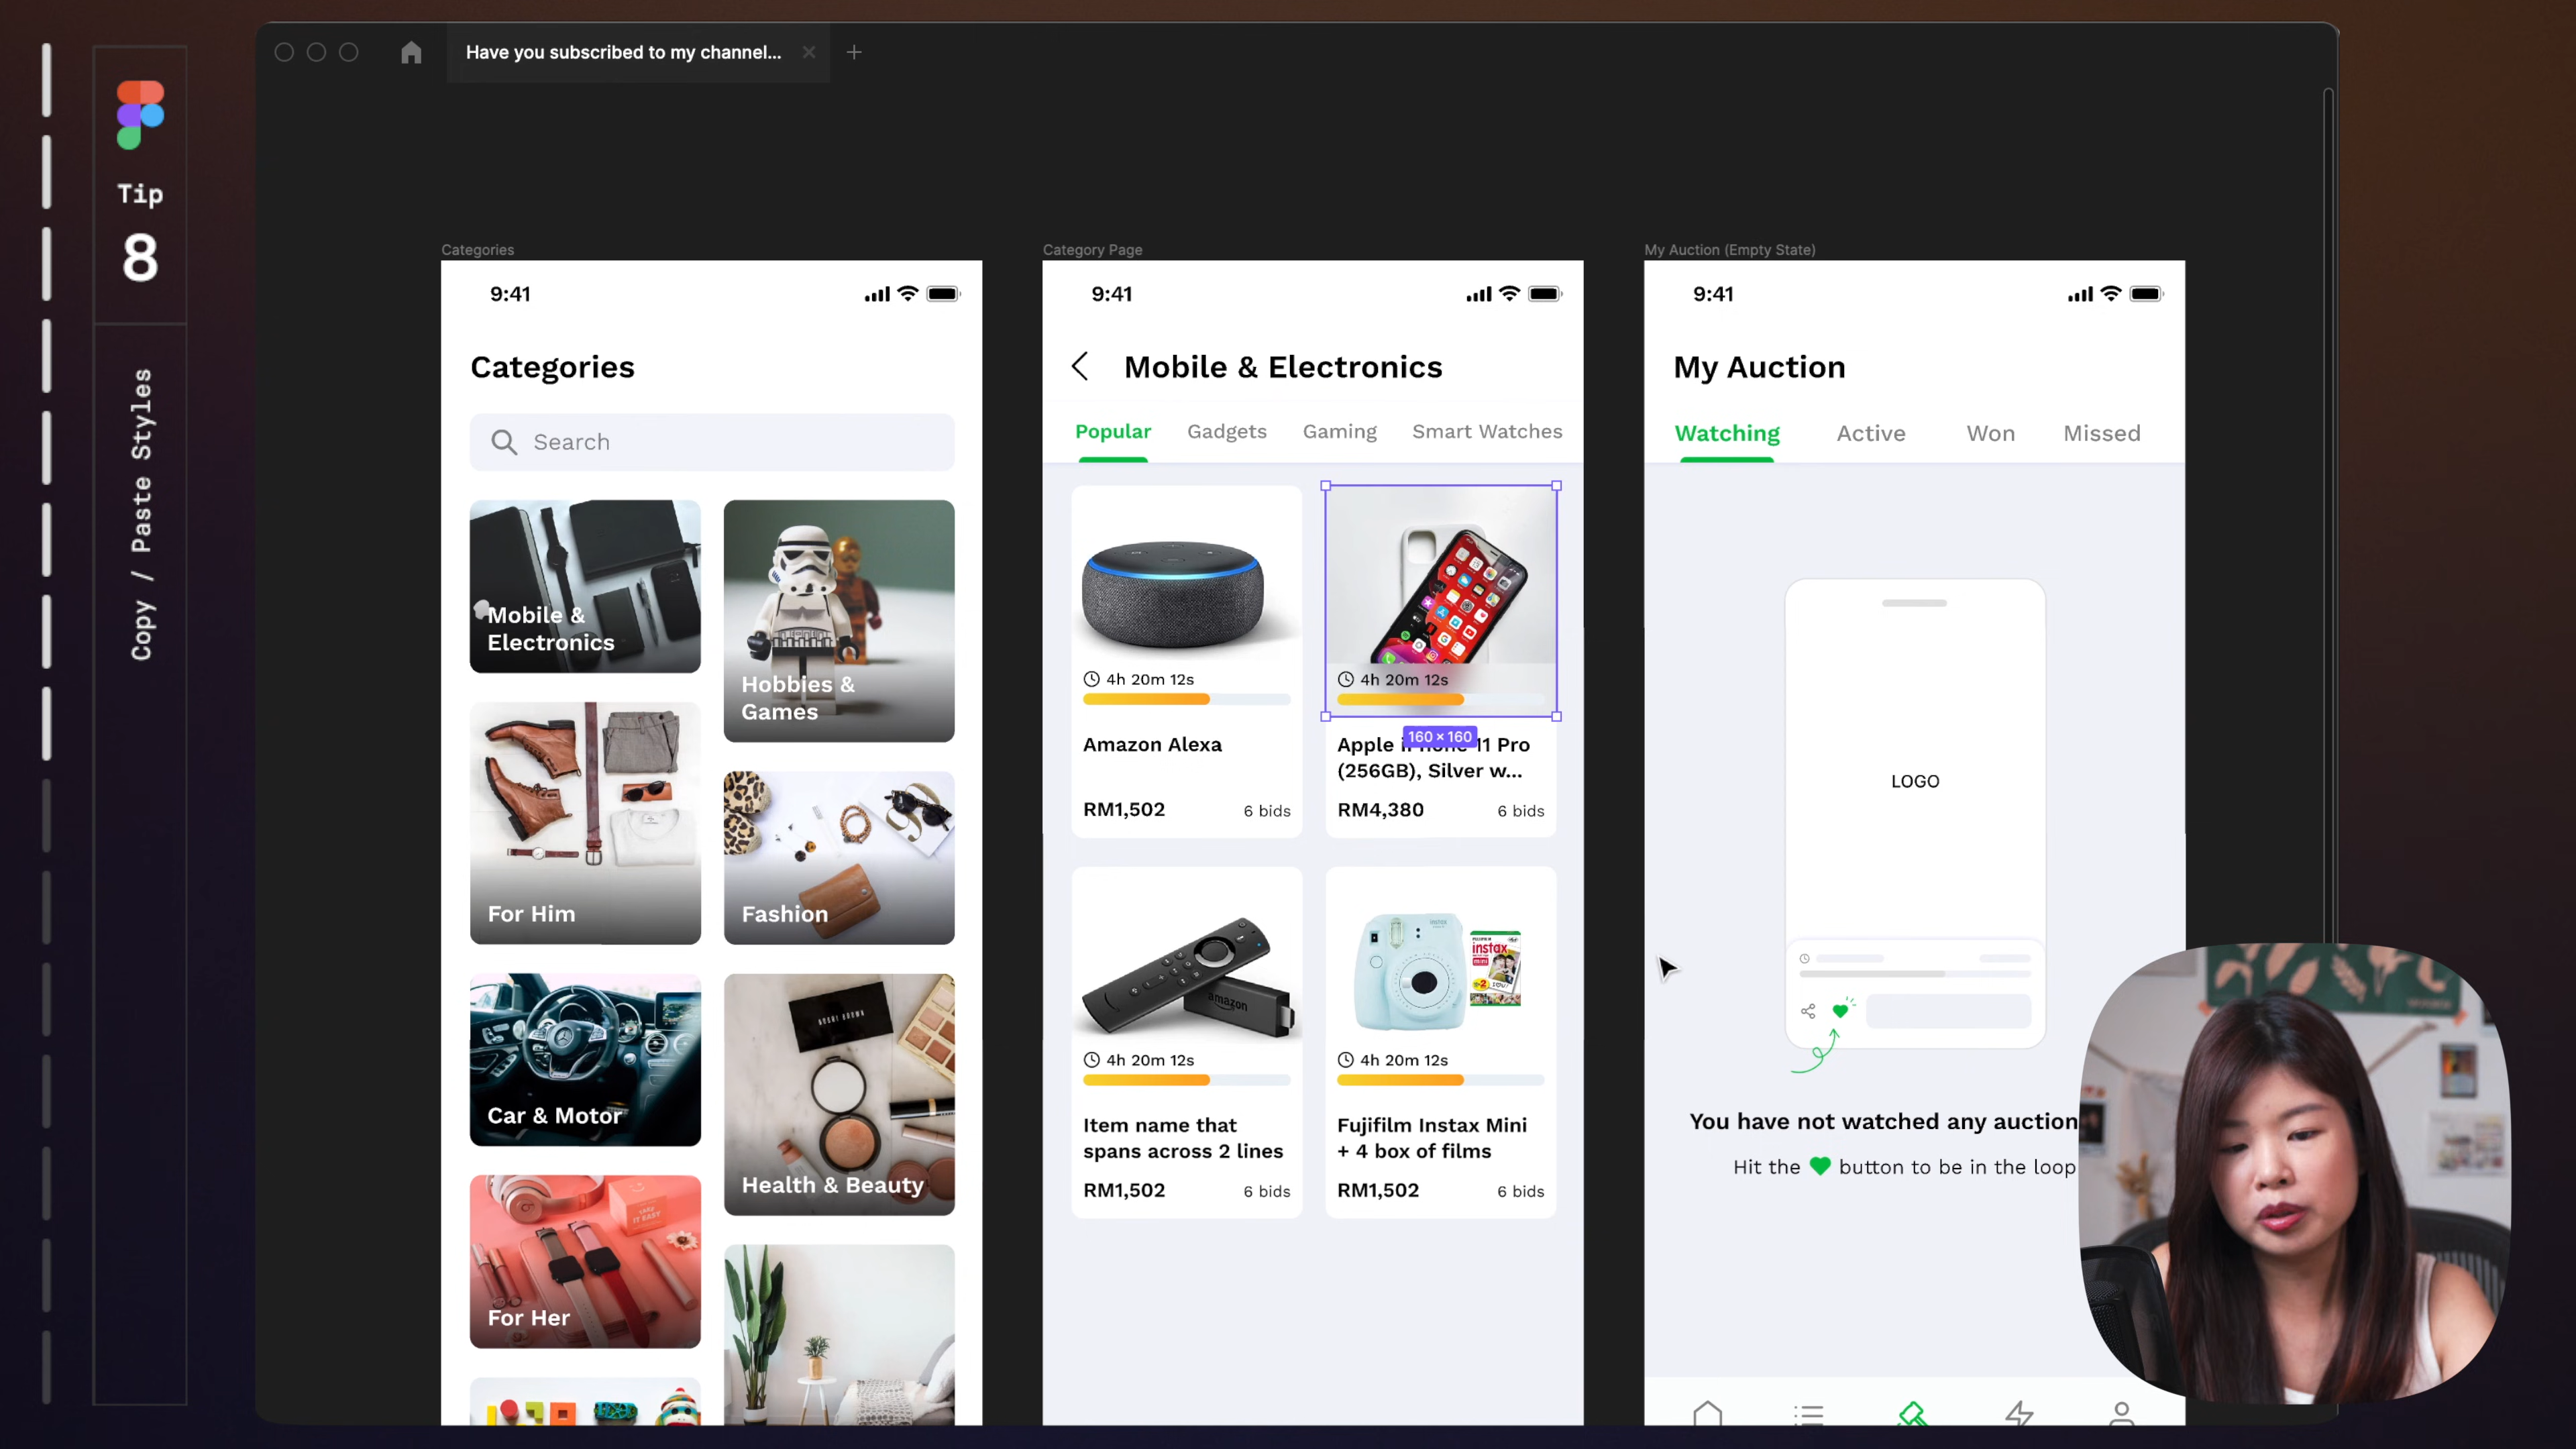 Have you subscribed to my channel...
Tip
8
Copy / Paste Styles
Categories
9:41
Categories
Search
Mobile &
Electronics
Hobbies &
Games
For Him
Fashion
Car & Motor
Health & Beauty
For Her
Category Page
9:41
Mobile & Electronics
Popular
Gadgets
Gaming
Smart Watches
4h 20m 12s
Amazon Alexa
RM1,502
6 bids
4h 20m 12s
160 × 160
Apple iPhone 11 Pro
(256GB), Silver w...
RM4,380
6 bids
amazon
4h 20m 12s
Item name that
spans across 2 lines
RM1,502
6 bids
instax
4h 20m 12s
Fujifilm Instax Mini
+ 4 box of films
RM1,502
6 bids
My Auction (Empty State)
9:41
My Auction
Watching
Active
Won
Missed
LOGO
You have not watched any auction
Hit the button to be in the loop